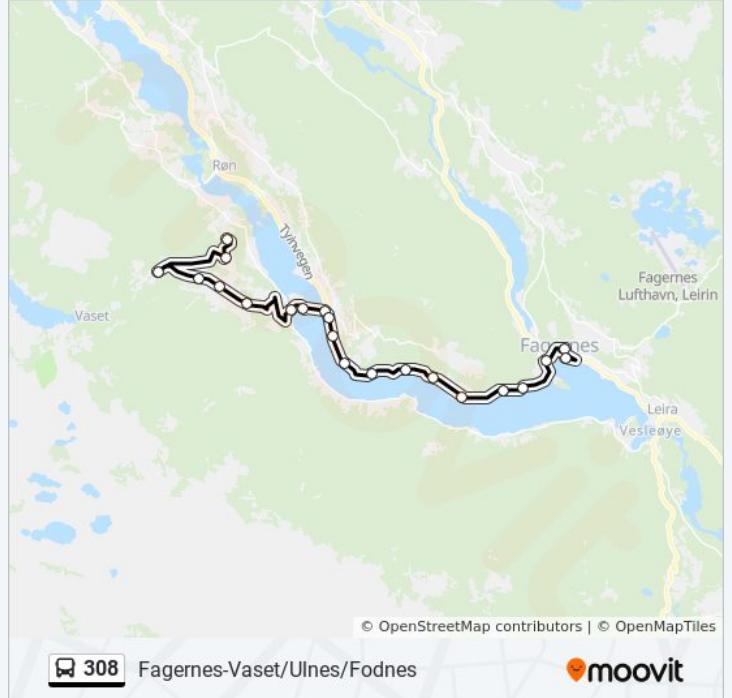 Røn
Tyinvegen
Fagernes
Lufthavn, Leirin
Vaset
Fagernes
Leira
Vesleøye
© OpenStreetMap contributors | © OpenMapTiles
308 Fagernes-Vaset/Ulnes/Fodnes moovit